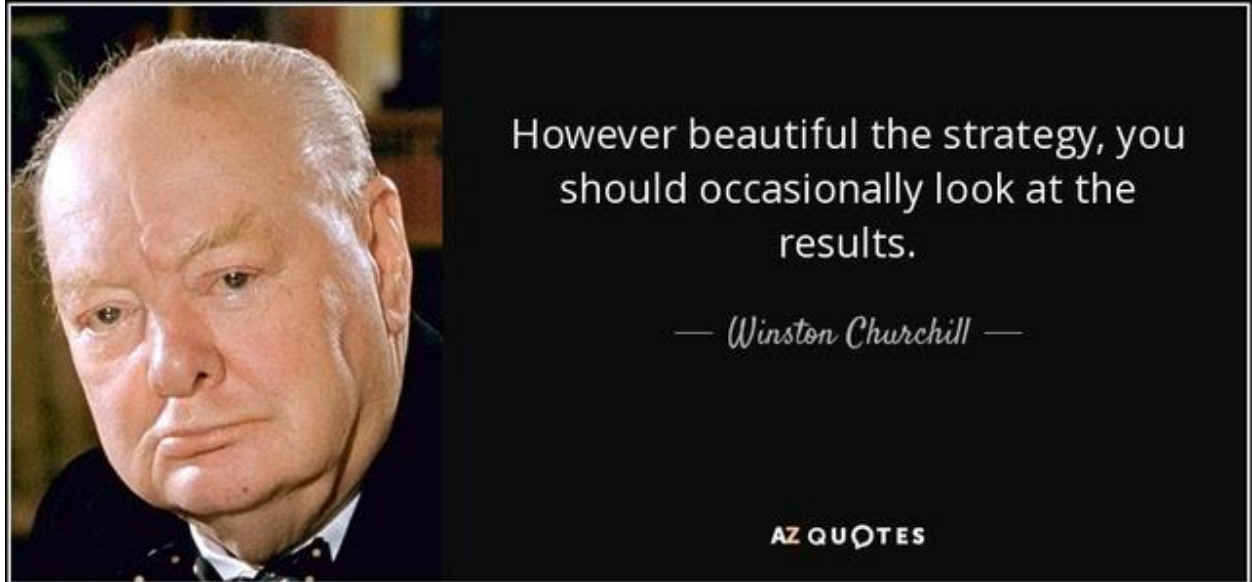 However beautiful the strategy, you
should occasionally look at the
results.
— Winston Churchill —
AZ QUOTES